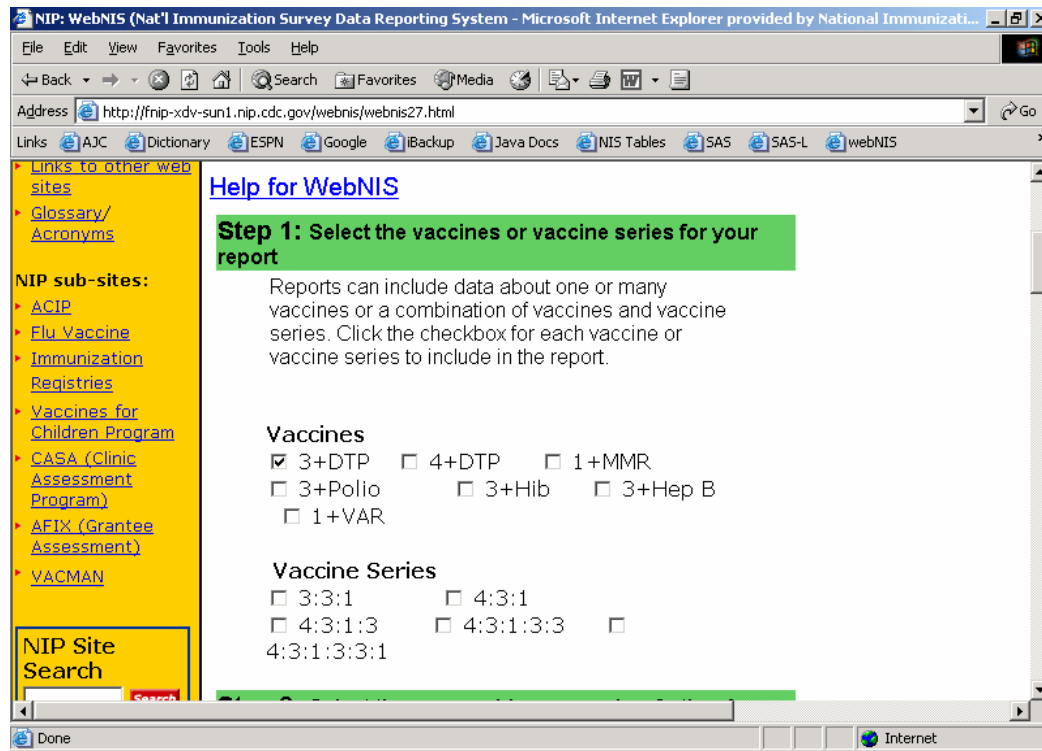 NIP: WebNIS (Nat'l Immunization Survey Data Reporting System - Microsoft Internet Explorer provided by National Immunizati...
File Edit View Favorites Tools Help
Back Search Favorites Media
Address http://fnip-xdv-sun1.nip.cdc.gov/webnis/webnis27.html Go
Links AJC Dictionary ESPN Google iBackup Java Docs NIS Tables SAS SAS-L webNIS
Links to other web
sites
Glossary/
Acronyms
NIP sub-sites:
ACIP
Flu Vaccine
Immunization
Registries
Vaccines for
Children Program
CASA (Clinic
Assessment
Program)
AFIX (Grantee
Assessment)
VACMAN
NIP Site
Search
Search
Help for WebNIS
Step 1: Select the vaccines or vaccine series for your
report
Reports can include data about one or many
vaccines or a combination of vaccines and vaccine
series. Click the checkbox for each vaccine or
vaccine series to include in the report.
Vaccines
3+DTP 4+DTP 1+MMR
3+Polio 3+Hib 3+Hep B
1+VAR
Vaccine Series
3:3:1 4:3:1
4:3:1:3 4:3:1:3:3
4:3:1:3:3:1
Done Internet